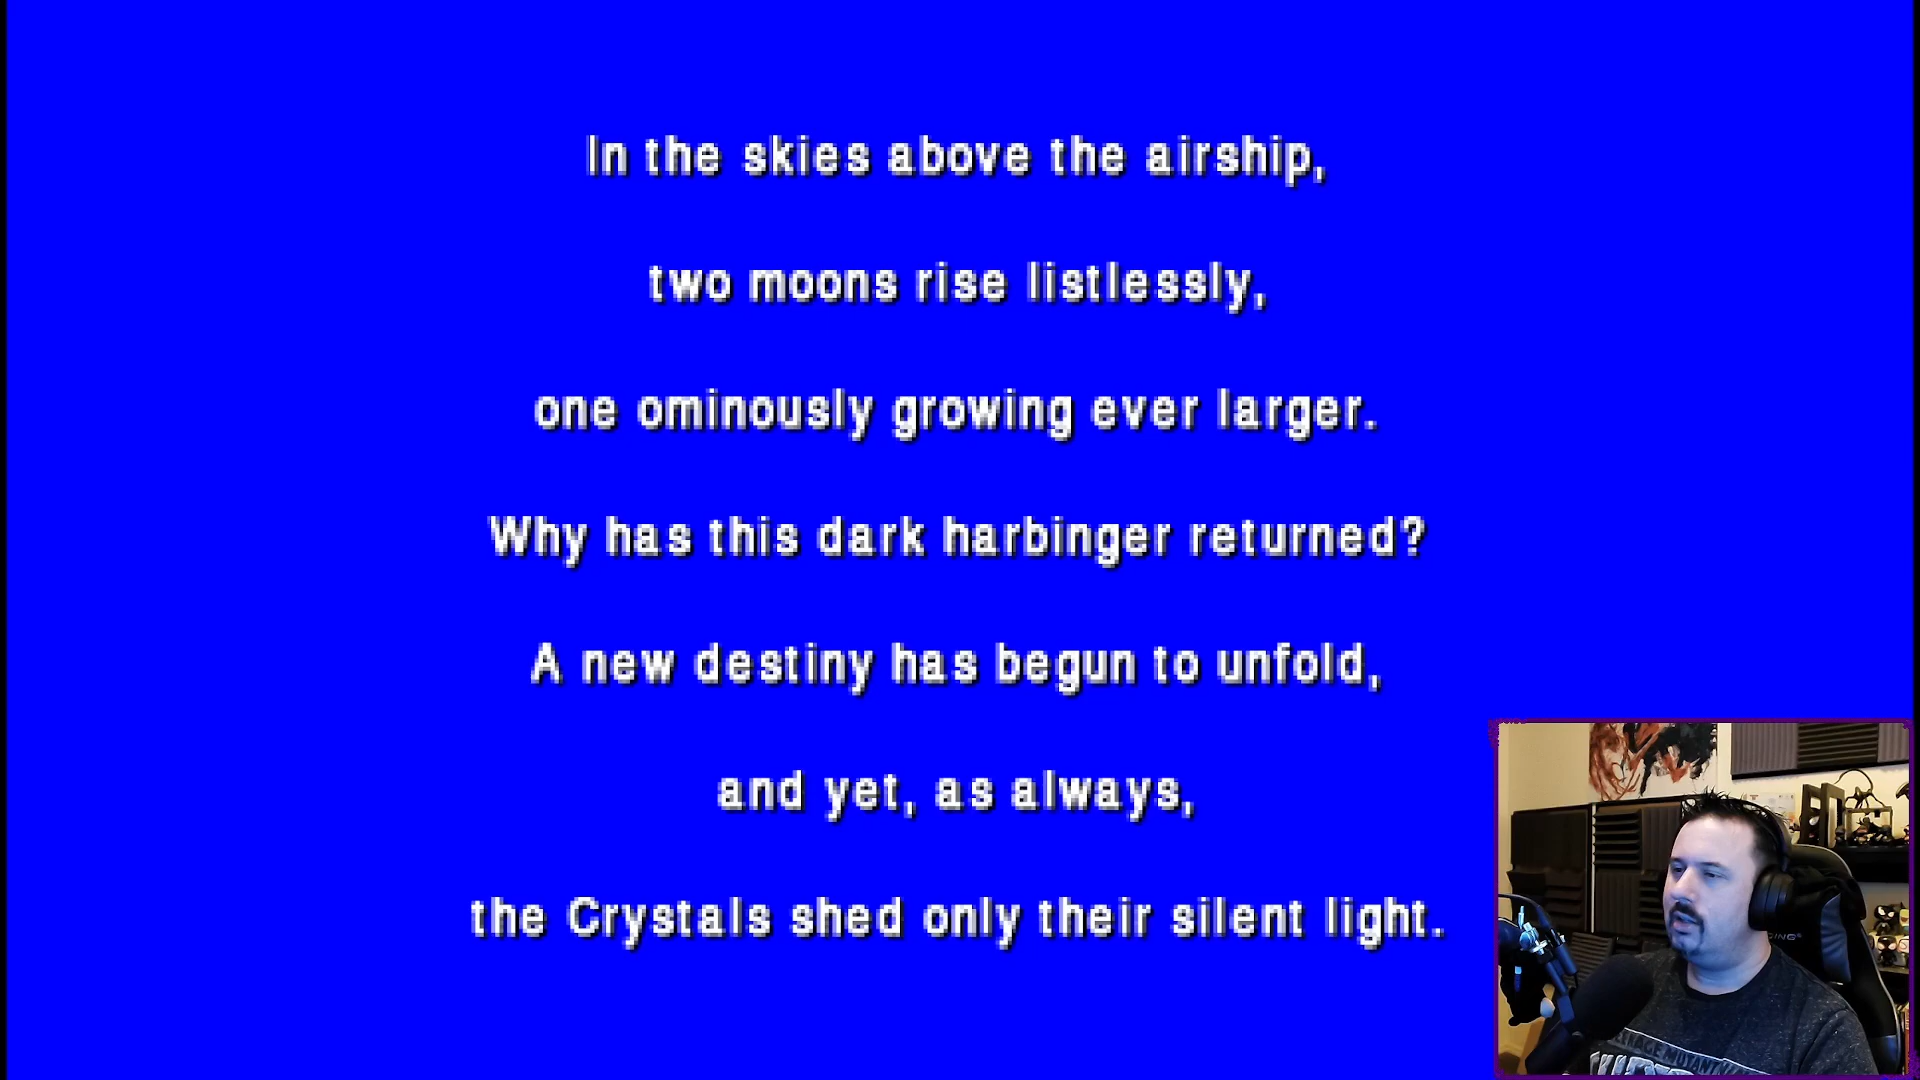 In the skies above the airship,
two moons rise listlessly,
one ominously growing ever larger.
Why has this dark harbinger returned?
A new destiny has begun to unfold,
and yet, as always,
the Crystals shed only their silent light.